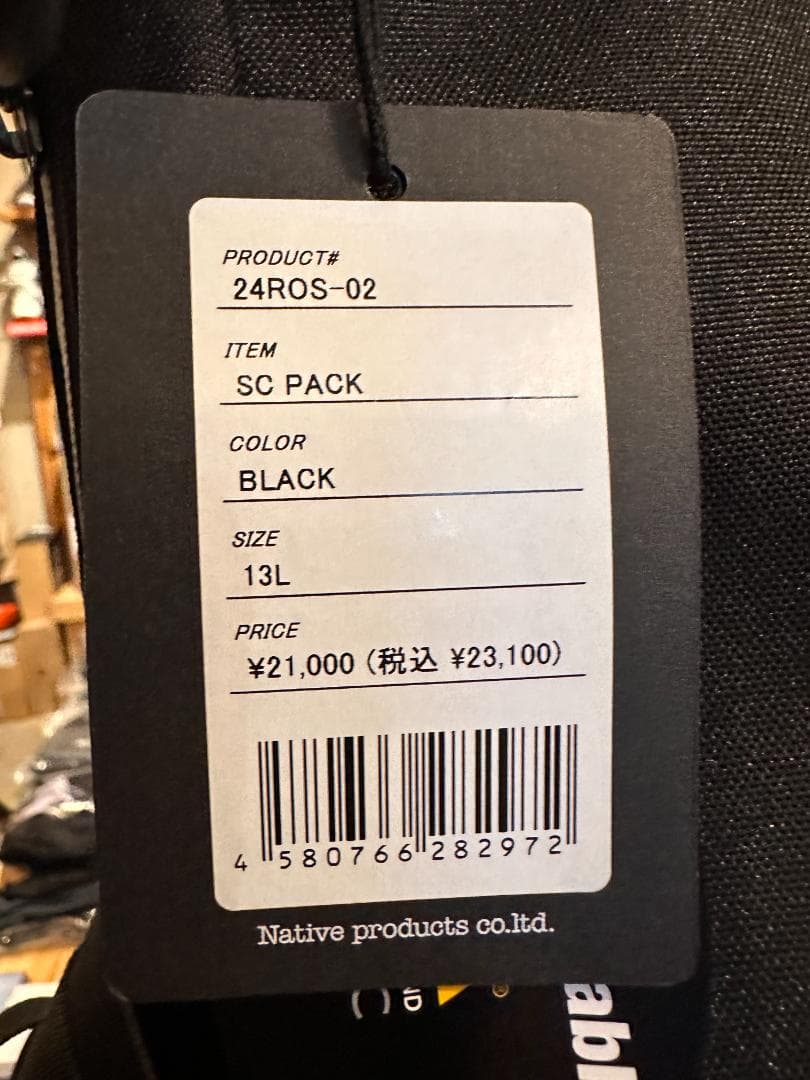 PRODUCT#
24ROS-02
ITEM
SC PACK
COLOR
BLACK
SIZE
13L
PRICE
¥21,000 (税込 ¥23,100)
4 580766 282972
Native products co.ltd.